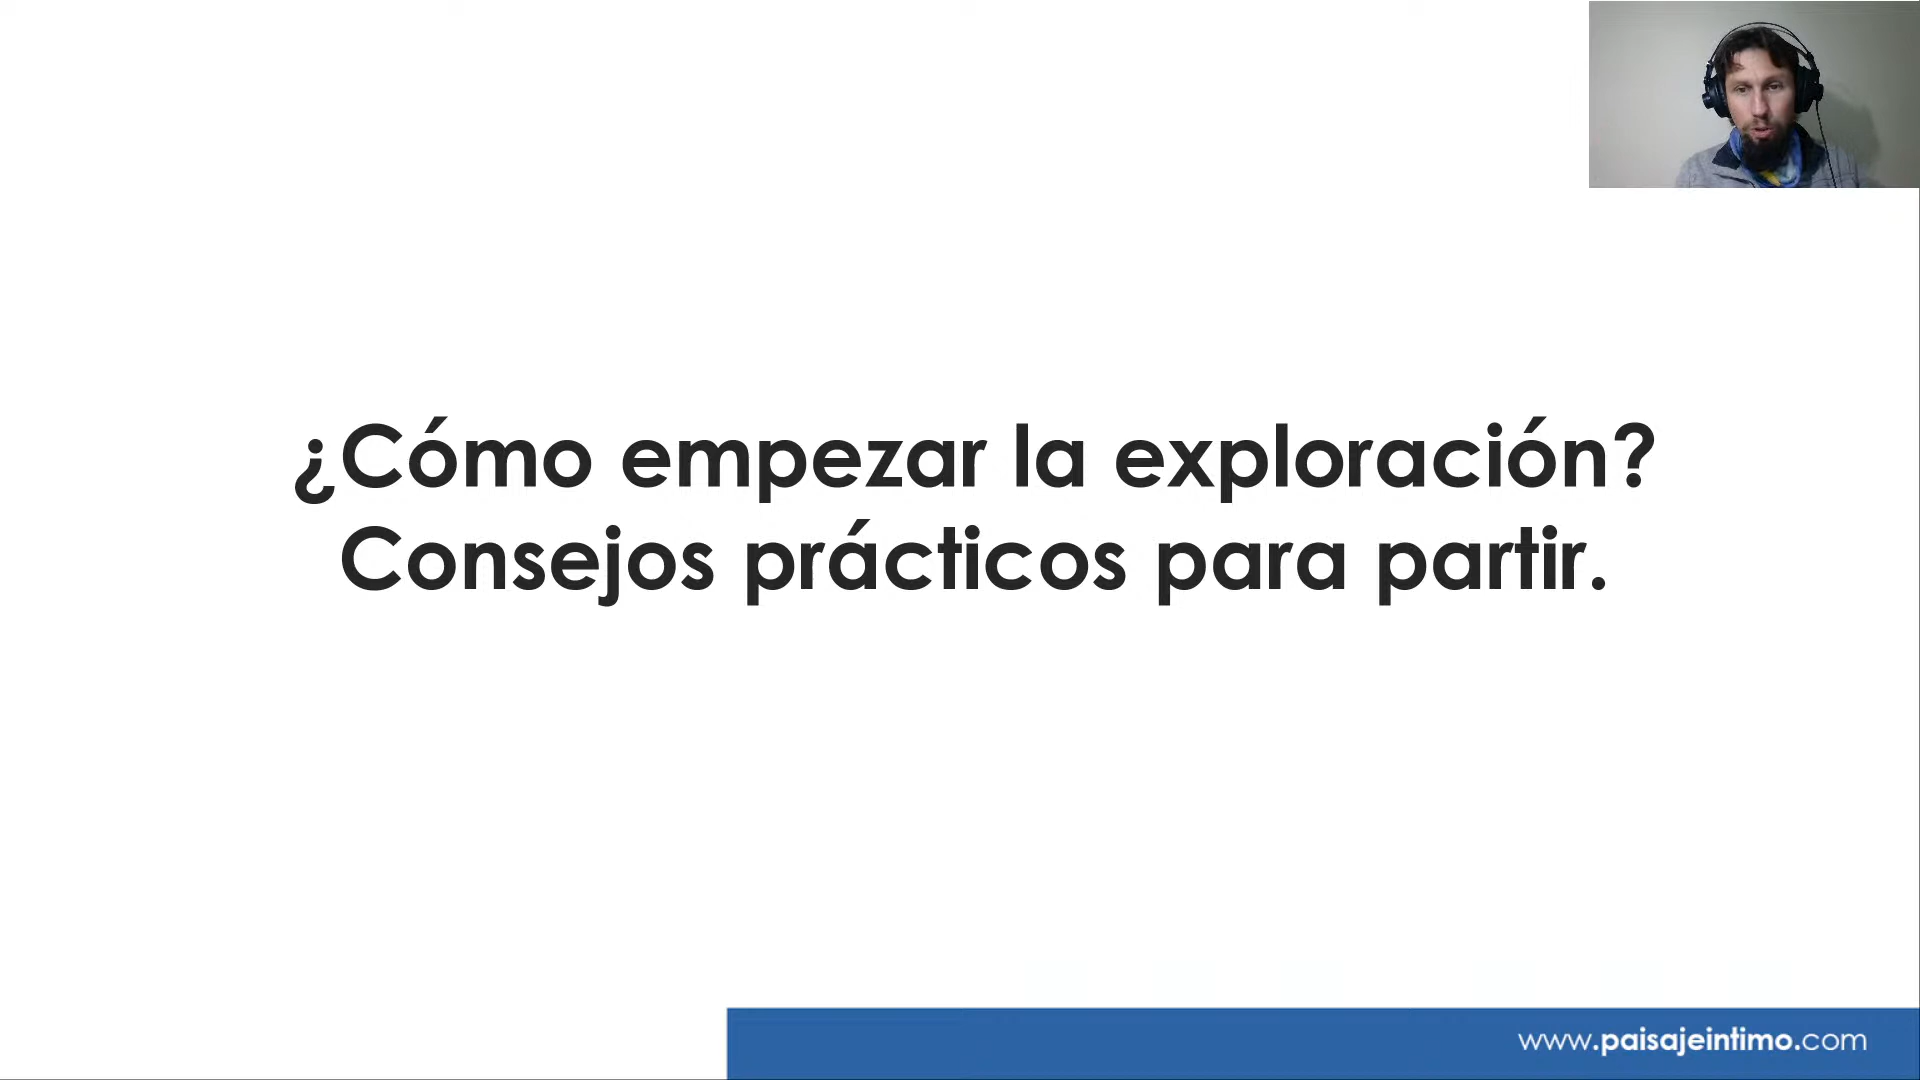 ¿Cómo empezar la exploración?
Consejos prácticos para partir.
www.paisajeintimo.com